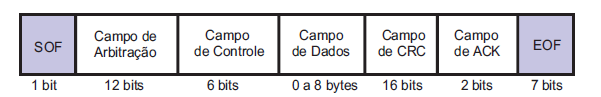 SOF
Campo de
Arbitração
Campo
de Controle
Campo
de Dados
Campo
de CRC
Campo
de ACK
EOF
1 bit
12 bits
6 bits
0 a 8 bytes
16 bits
2 bits
7 bits